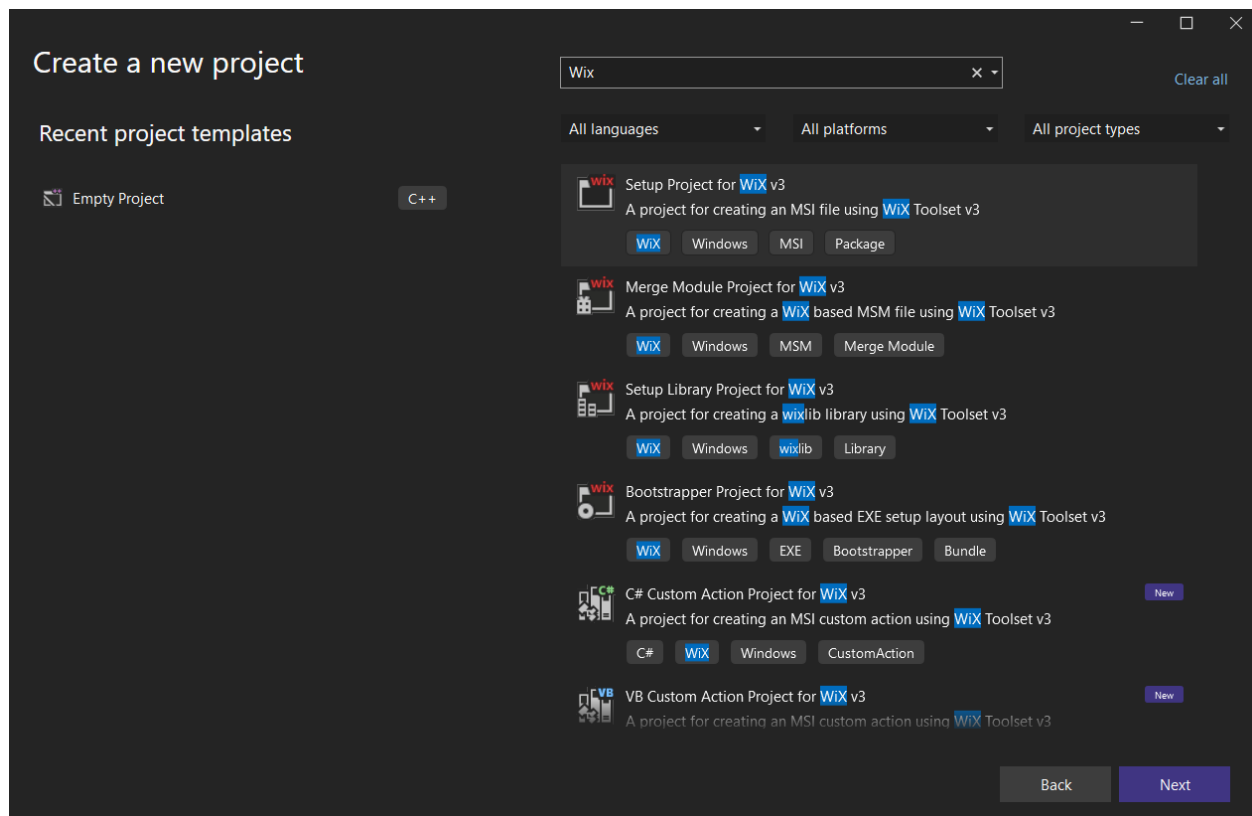 Create a new project
Wix
Clear all
Recent project templates
All languages
All platforms
All project types
Empty Project
C++
wix
Setup Project for WiX v3
A project for creating an MSI file using WiX Toolset v3
WiX Windows MSI Package
wix
Merge Module Project for WiX v3
A project for creating a WiX based MSM file using WiX Toolset v3
WiX Windows MSM Merge Module
wix
Setup Library Project for WiX v3
A project for creating a wixlib library using WiX Toolset v3
WiX Windows wixlib Library
wix
Bootstrapper Project for WiX v3
A project for creating a WiX based EXE setup layout using WiX Toolset v3
WiX Windows EXE Bootstrapper Bundle
C#
C# Custom Action Project for WiX v3
New
A project for creating an MSI custom action using WiX Toolset v3
C# WiX Windows CustomAction
VB
VB Custom Action Project for WiX v3
New
A project for creating an MSI custom action using WiX Toolset v3
Back
Next